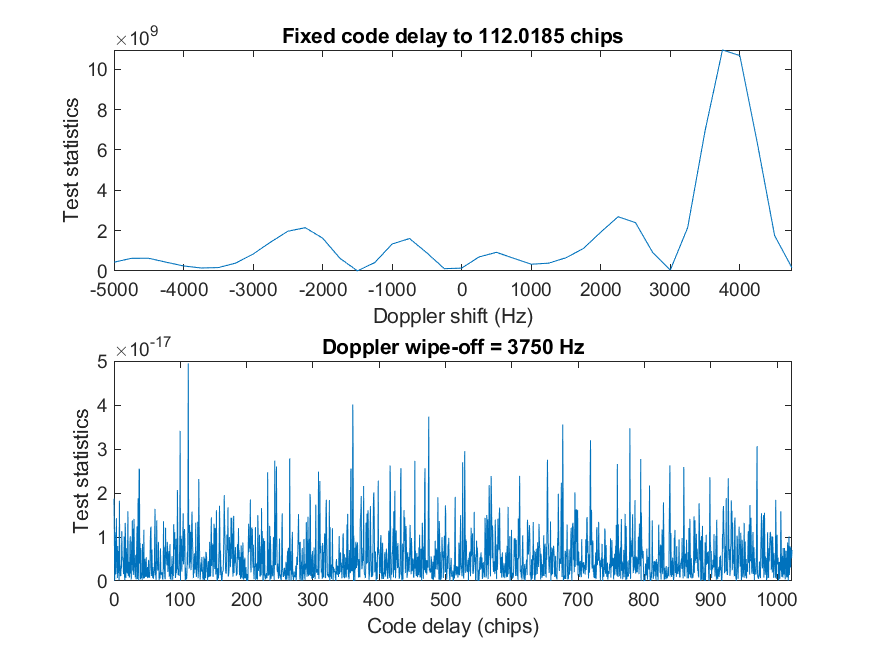 ×10^9
Fixed code delay to 112.0185 chips
Test statistics
10
8
6
4
2
0
-5000 -4000 -3000 -2000 -1000 0 1000 2000 3000 4000
Doppler shift (Hz)
×10^-17
Doppler wipe-off = 3750 Hz
Test statistics
5
4
3
2
1
0
0 100 200 300 400 500 600 700 800 900 1000
Code delay (chips)